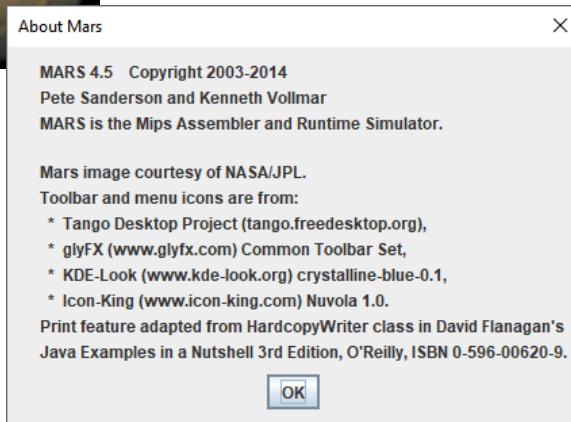 About Mars
MARS 4.5 Copyright 2003-2014
Pete Sanderson and Kenneth Vollmar
MARS is the Mips Assembler and Runtime Simulator.
Mars image courtesy of NASA/JPL.
Toolbar and menu icons are from:
* Tango Desktop Project (tango.freedesktop.org),
* glyFX (www.glyfx.com) Common Toolbar Set,
* KDE-Look (www.kde-look.org) crystalline-blue-0.1,
* Icon-King (www.icon-king.com) Nuvola 1.0.
Print feature adapted from HardcopyWriter class in David Flanagan's
Java Examples in a Nutshell 3rd Edition, O'Reilly, ISBN 0-596-00620-9.
OK